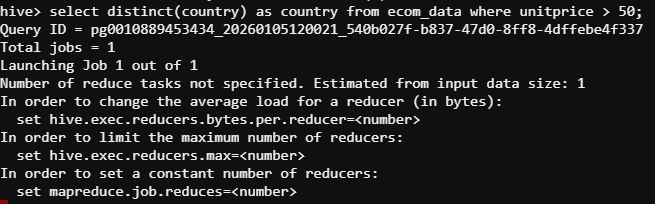 hive> select distinct(country) as country from ecom_data where unitprice > 50;
Query ID = pg0010889453434_20260105120021_540b027f-b837-47d0-8ff8-4dffebe4f337
Total jobs = 1
Launching Job 1 out of 1
Number of reduce tasks not specified. Estimated from input data size: 1
In order to change the average load for a reducer (in bytes):
  set hive.exec.reducers.bytes.per.reducer=<number>
In order to limit the maximum number of reducers:
  set hive.exec.reducers.max=<number>
In order to set a constant number of reducers:
  set mapreduce.job.reduces=<number>